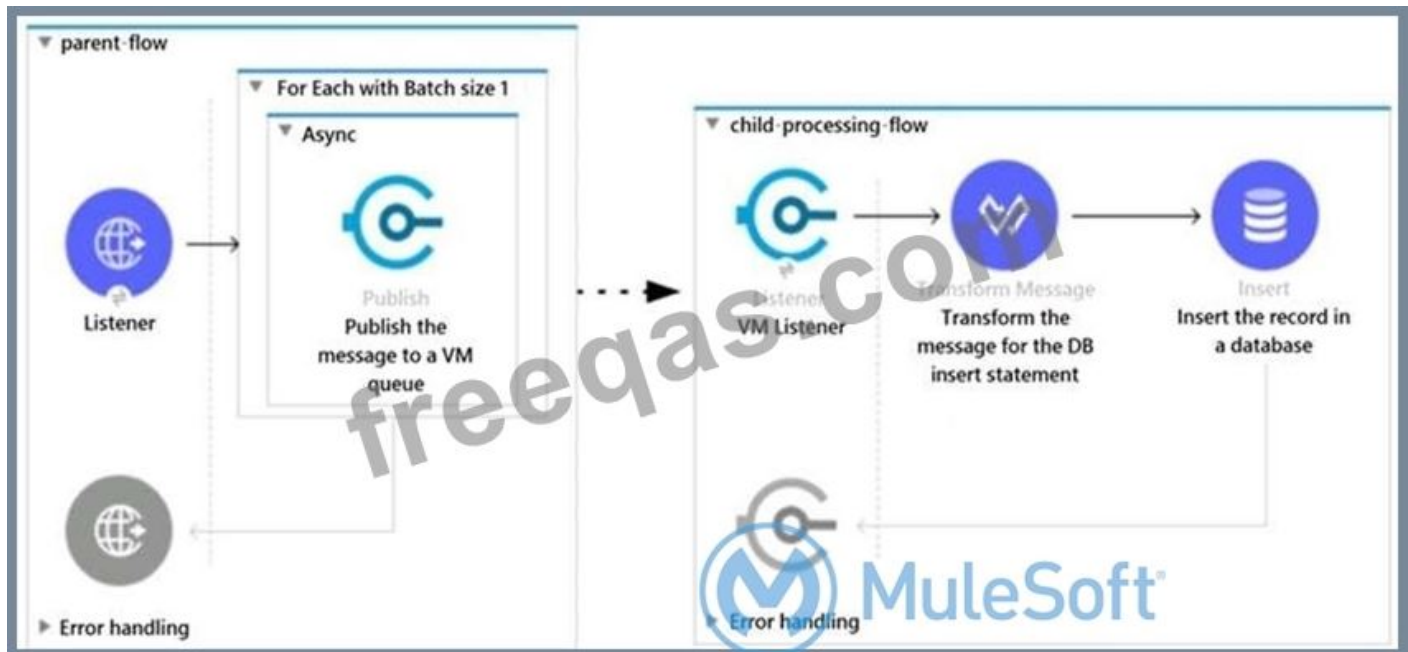 parent-flow
For Each with Batch size 1
Async
Listener
Publish
Publish the
message to a VM
queue
Error handling
child-processing-flow
Listener
VM Listener
Transform Message
Transform the
message for the DB
insert statement
Insert
Insert the record in
a database
Error handling
freeqas.com
MuleSoft®